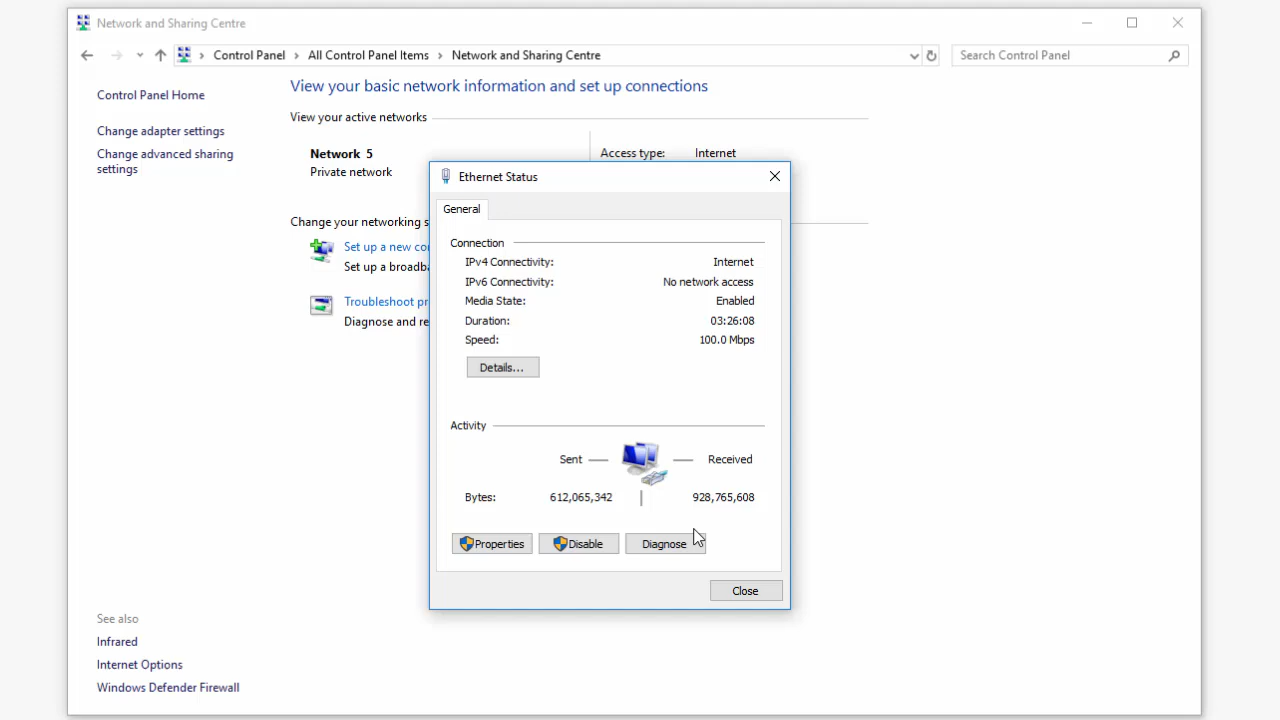 Network and Sharing Centre
Control Panel > All Control Panel Items > Network and Sharing Centre
Search Control Panel
Control Panel Home
Change adapter settings
Change advanced sharing
settings
View your basic network information and set up connections
View your active networks
Network 5
Private network
Access type: Internet
Change your networking s
Set up a new co
Set up a broadba
Troubleshoot pr
Diagnose and re
Ethernet Status
General
Connection
IPv4 Connectivity: Internet
IPv6 Connectivity: No network access
Media State: Enabled
Duration: 03:26:08
Speed: 100.0 Mbps
Details...
Activity
Sent Received
Bytes: 612,065,342 928,765,608
Properties Disable Diagnose
Close
See also
Infrared
Internet Options
Windows Defender Firewall